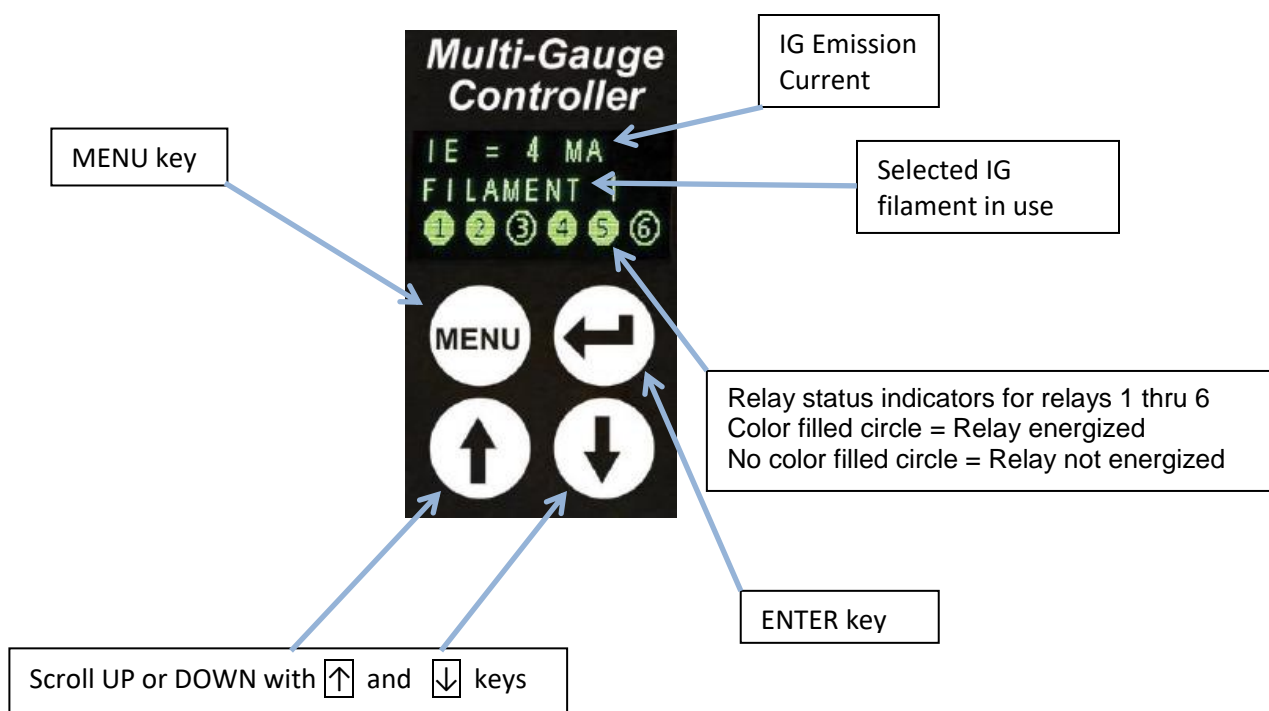 Multi-Gauge
Controller
IG Emission
Current
IE = 4 MA
MENU key
FILAMENT 1
Selected IG
filament in use
1 2 3 4 5 6
MENU
Relay status indicators for relays 1 thru 6
Color filled circle = Relay energized
No color filled circle = Relay not energized
ENTER key
Scroll UP or DOWN with ↑ and ↓ keys